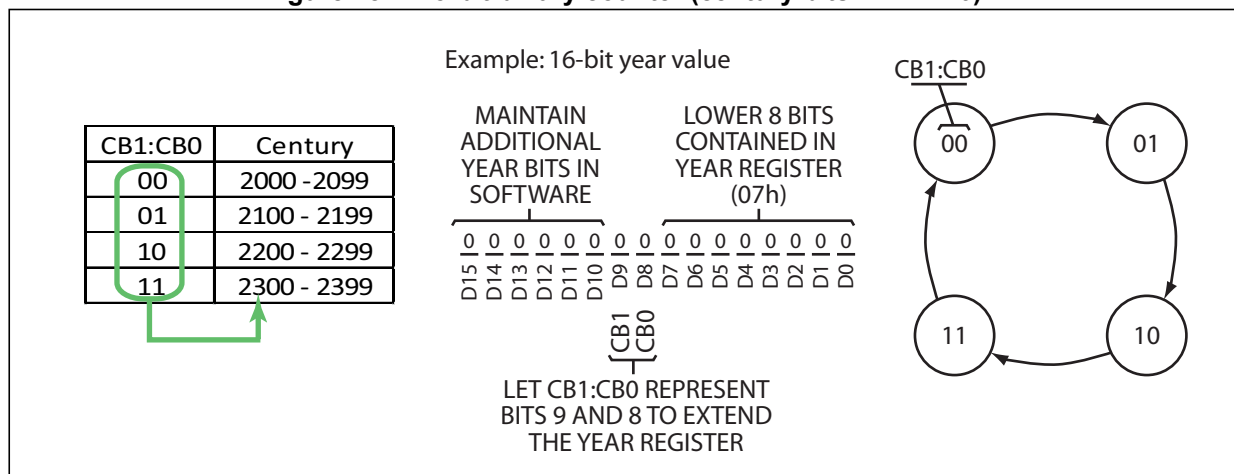 Example: 16-bit year value
CB1:CB0 Century
00 2000 -2099
01 2100 - 2199
10 2200 - 2299
11 2300 - 2399
MAINTAIN
ADDITIONAL
YEAR BITS IN
SOFTWARE
LOWER 8 BITS
CONTAINED IN
YEAR REGISTER
(07h)
0 0 0 0 0 0 0 0 0 0 0 0 0 0 0 0
D15 D14 D13 D12 D11 D10 D9 D8 D7 D6 D5 D4 D3 D2 D1 D0
CB1 CB0
LET CB1:CB0 REPRESENT
BITS 9 AND 8 TO EXTEND
THE YEAR REGISTER
CB1:CB0
00 01
11 10